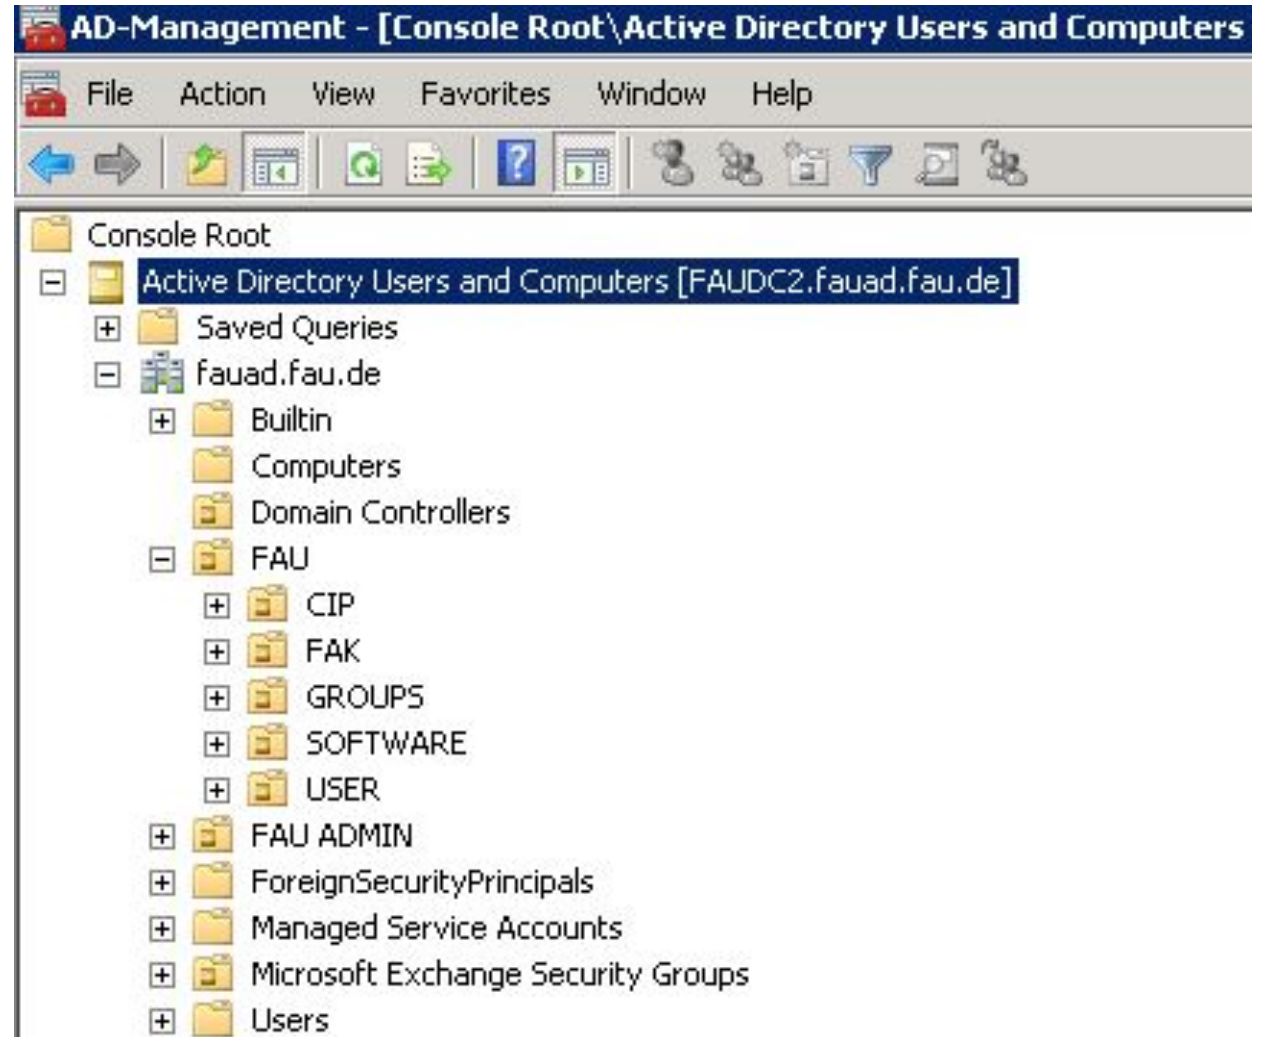 AD-Management - [Console Root\Active Directory Users and Computers
File Action View Favorites Window Help
?
Console Root
Active Directory Users and Computers [FAUDC2.fauad.fau.de]
Saved Queries
fauad.fau.de
Builtin
Computers
Domain Controllers
FAU
CIP
FAK
GROUPS
SOFTWARE
USER
FAU ADMIN
ForeignSecurityPrincipals
Managed Service Accounts
Microsoft Exchange Security Groups
Users